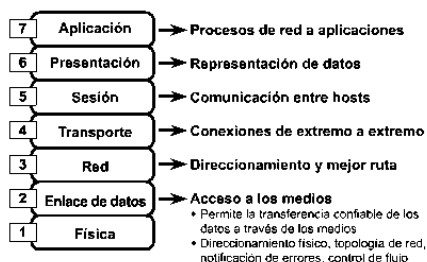 7 Aplicación Procesos de red a aplicaciones
6 Presentación Representación de datos
5 Sesión Comunicación entre hosts
4 Transporte Conexiones de extremo a extremo
3 Red Direccionamiento y mejor ruta
2 Enlace de datos Acceso a los medios
• Permite la transferencia confiable de los
datos a través de los medios
1 Física
• Direccionamiento físico, topología de red,
notificación de errores, control de flujo